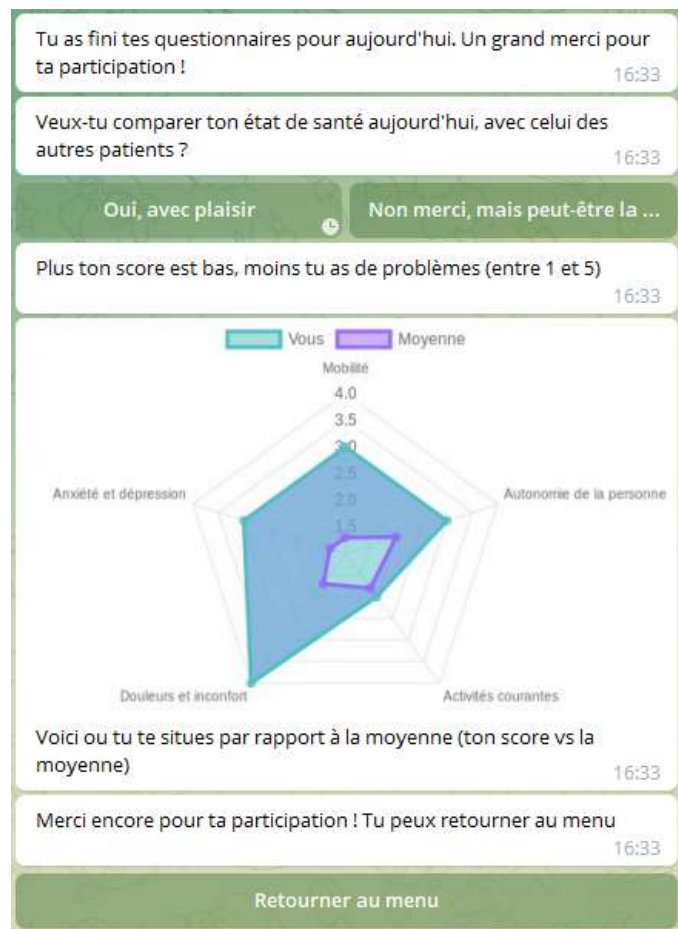 Tu as fini tes questionnaires pour aujourd'hui. Un grand merci pour
ta participation !
16:33
Veux-tu comparer ton état de santé aujourd'hui, avec celui des
autres patients ?
16:33
Oui, avec plaisir
Non merci, mais peut-être la ...
Plus ton score est bas, moins tu as de problèmes (entre 1 et 5)
16:33
Vous Moyenne
Mobilité
4.0
3.5
3.0
2.5
2.0
1.5
Anxiété et dépression
Autonomie de la personne
Douleurs et inconfort
Activités courantes
Voici ou tu te situes par rapport à la moyenne (ton score vs la
moyenne)
16:33
Merci encore pour ta participation ! Tu peux retourner au menu
16:33
Retourner au menu